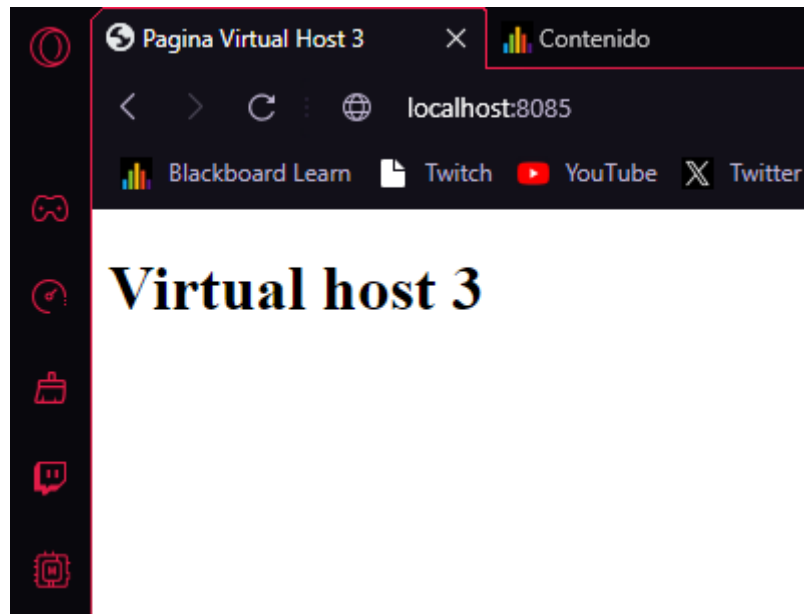 Pagina Virtual Host 3
Contenido
localhost:8085
Blackboard Learn Twitch YouTube Twitter
Virtual host 3